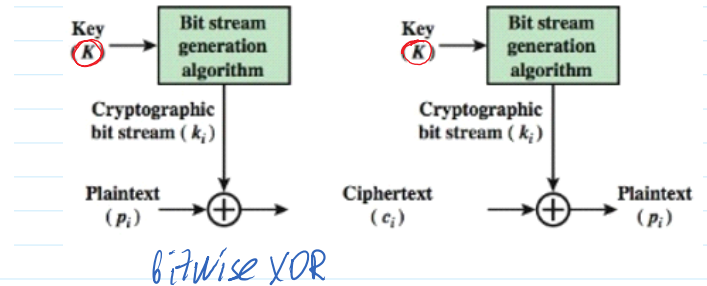 Key
(K)
Bit stream
generation
algorithm
Cryptographic
bit stream ( kᵢ )
Plaintext
( pᵢ )
Key
(K)
Bit stream
generation
algorithm
Cryptographic
bit stream ( kᵢ )
Ciphertext
( cᵢ )
Plaintext
( pᵢ )
bitwise XOR